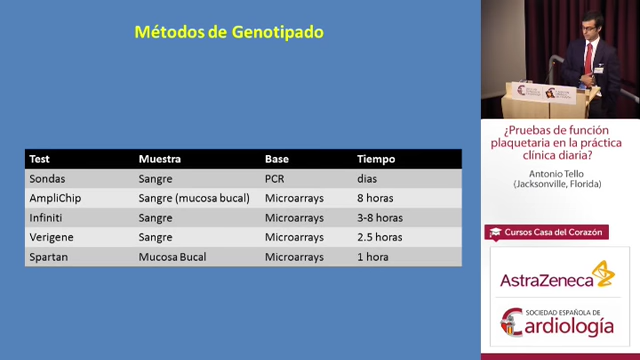 Métodos de Genotipado
Test Muestra Base Tiempo
Sondas Sangre PCR dias
AmpliChip Sangre (mucosa bucal) Microarrays 8 horas
Infiniti Sangre Microarrays 3-8 horas
Verigene Sangre Microarrays 2.5 horas
Spartan Mucosa Bucal Microarrays 1 hora
¿Pruebas de función
plaquetaria en la práctica
clínica diaria?
Antonio Tello
(Jacksonville, Florida)
Cursos Casa del Corazón
AstraZeneca
SOCIEDAD ESPAÑOLA DE
Cardiología